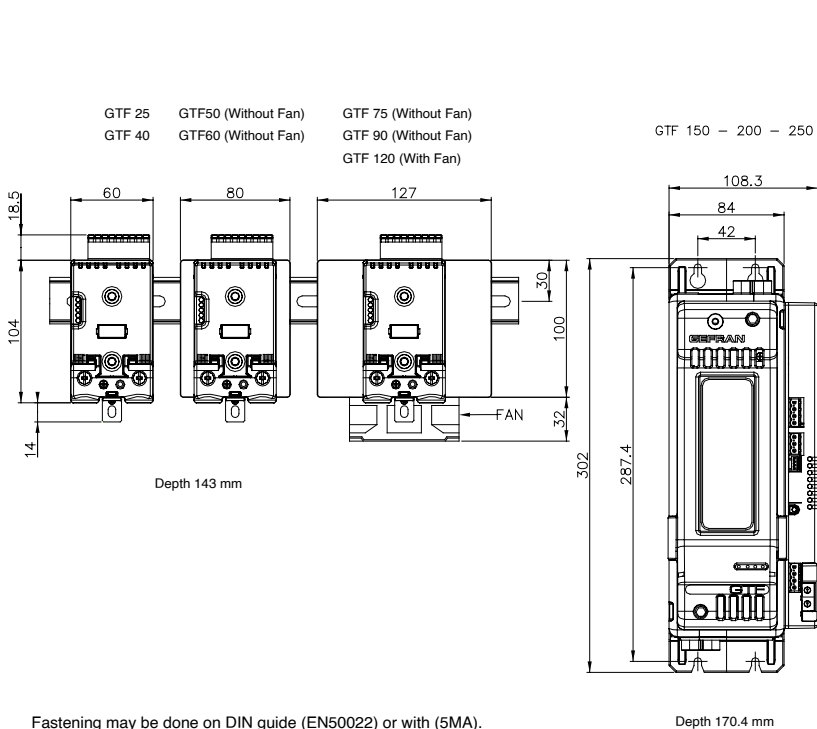 GTF 25 GTF50 (Without Fan) GTF 75 (Without Fan)
GTF 40 GTF60 (Without Fan) GTF 90 (Without Fan)
GTF 120 (With Fan)
GTF 150 - 200 - 250
108.3
60 80 127
84
18.5
42
104
30
100
GEFRAN
FAN
32
14
302
287.4
Depth 143 mm
GTF
Fastening may be done on DIN guide (EN50022) or with (5MA).
Depth 170.4 mm